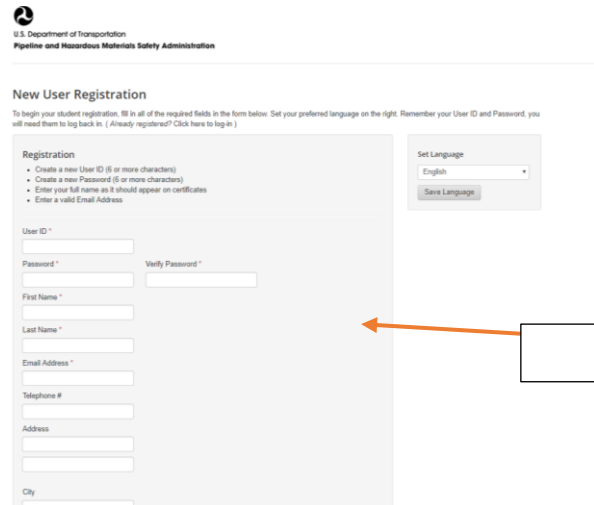 U.S. Department of Transportation
Pipeline and Hazardous Materials Safety Administration
New User Registration
To begin your student registration, fill in all of the required fields in the form below. Set your preferred language on the right. Remember your User ID and Password, you
will need them to log back in. ( Already registered? Click here to log-in )
Registration
• Create a new User ID (6 or more characters)
• Create a new Password (6 or more characters)
• Enter your full name as it should appear on certificates
• Enter a valid Email Address
Set Language
English
Save Language
User ID *
Password * Verify Password *
First Name *
Last Name *
Email Address *
Telephone #
Address
City